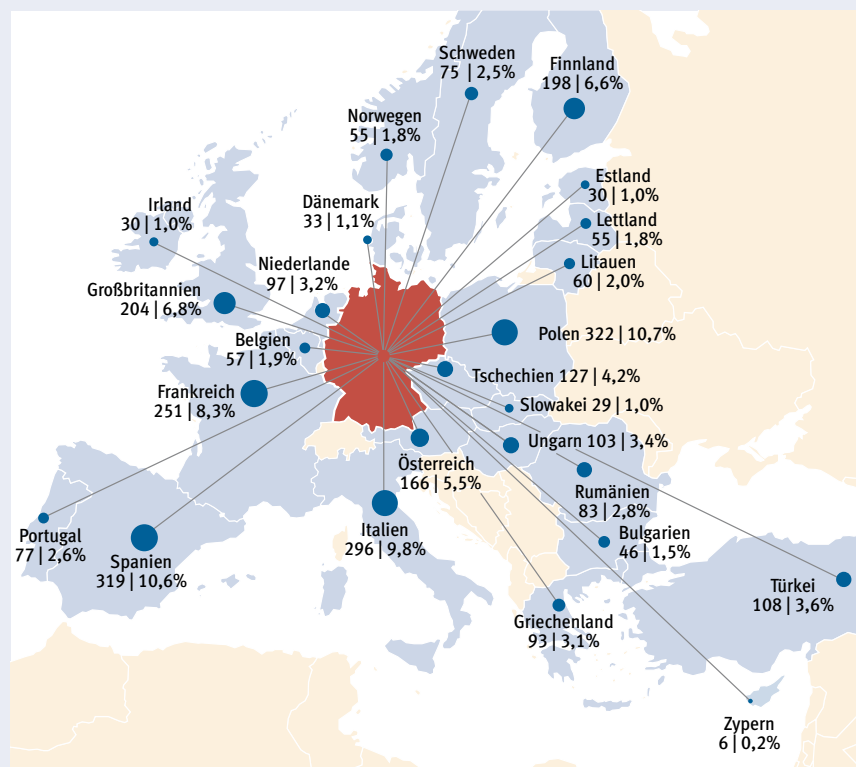 Schweden
75 | 2,5%
Finnland
198 | 6,6%
Norwegen
55 | 1,8%
Estland
30 | 1,0%
Irland
30 | 1,0%
Dänemark
33 | 1,1%
Lettland
55 | 1,8%
Litauen
60 | 2,0%
Niederlande
97 | 3,2%
Großbritannien
204 | 6,8%
Polen 322 | 10,7%
Belgien
57 | 1,9%
Tschechien 127 | 4,2%
Frankreich
251 | 8,3%
Slowakei 29 | 1,0%
Ungarn 103 | 3,4%
Österreich
166 | 5,5%
Rumänien
83 | 2,8%
Italien
296 | 9,8%
Bulgarien
46 | 1,5%
Portugal
77 | 2,6%
Spanien
319 | 10,6%
Türkei
108 | 3,6%
Griechenland
93 | 3,1%
Zypern
6 | 0,2%